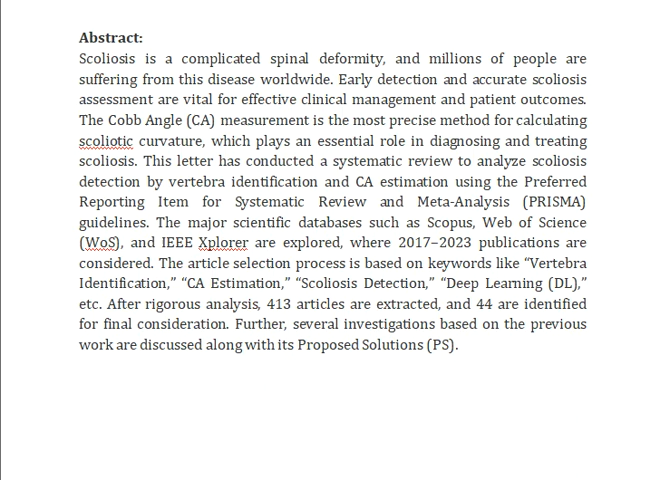 Abstract:
Scoliosis is a complicated spinal deformity, and millions of people are
suffering from this disease worldwide. Early detection and accurate scoliosis
assessment are vital for effective clinical management and patient outcomes.
The Cobb Angle (CA) measurement is the most precise method for calculating
scoliotic curvature, which plays an essential role in diagnosing and treating
scoliosis. This letter has conducted a systematic review to analyze scoliosis
detection by vertebra identification and CA estimation using the Preferred
Reporting Item for Systematic Review and Meta-Analysis (PRISMA)
guidelines. The major scientific databases such as Scopus, Web of Science
(WoS), and IEEE Xplorer are explored, where 2017–2023 publications are
considered. The article selection process is based on keywords like “Vertebra
Identification,” “CA Estimation,” “Scoliosis Detection,” “Deep Learning (DL),”
etc. After rigorous analysis, 413 articles are extracted, and 44 are identified
for final consideration. Further, several investigations based on the previous
work are discussed along with its Proposed Solutions (PS).